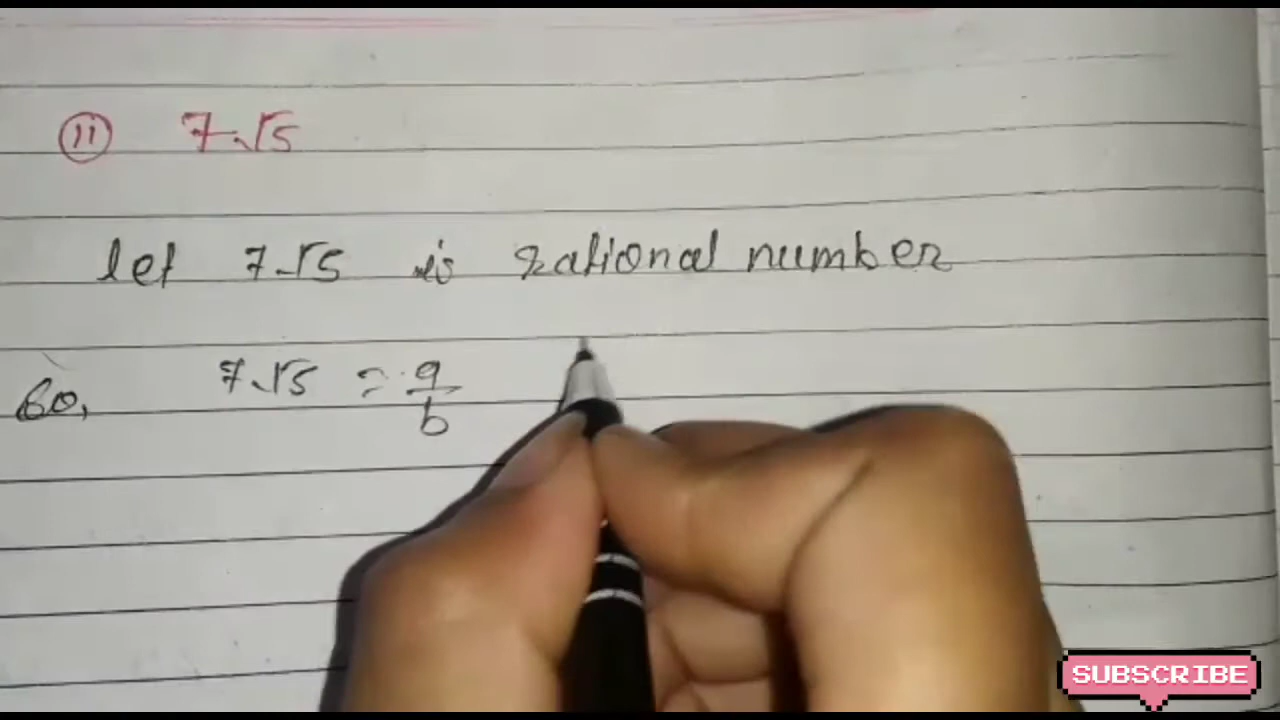 (ii) 7√5
let 7√5 is rational number
So, 7√5 = a/b
SUBSCRIBE